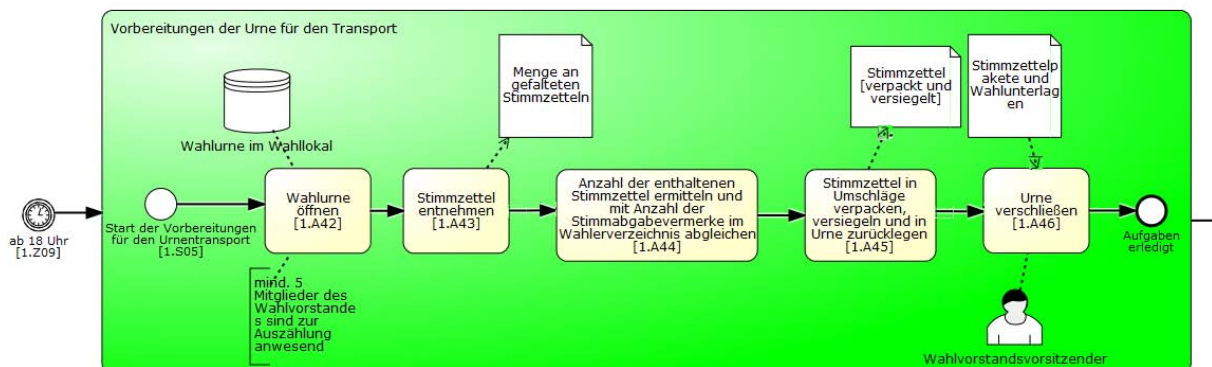 Vorbereitungen der Urne für den Transport
Wahlurne im Wahllokal
Menge an
gefalteten
Stimmzetteln
Stimmzettel
[verpackt und
versiegelt]
Stimmzettelp
akete und
Wahlunterlag
en
ab 18 Uhr
[1.Z09]
Start der Vorbereitungen
für den Urnentransport
[1.S05]
Wahlurne
öffnen
[1.A42]
Stimmzettel
entnehmen
[1.A43]
Anzahl der enthaltenen
Stimmzettel ermitteln und
mit Anzahl der
Stimmabgabevermerke im
Wahlerverzeichnis abgleichen
[1.A44]
Stimmzettel in
Umschläge
verpacken,
versiegeln und in
Urne zurücklegen
[1.A45]
Urne
verschließen
[1.A46]
Aufgaben
erledigt
mind. 5
Mitglieder des
Wahlvorstande
s sind zur
Auszählung
anwesend
Wahlvorstandsvorsitzender